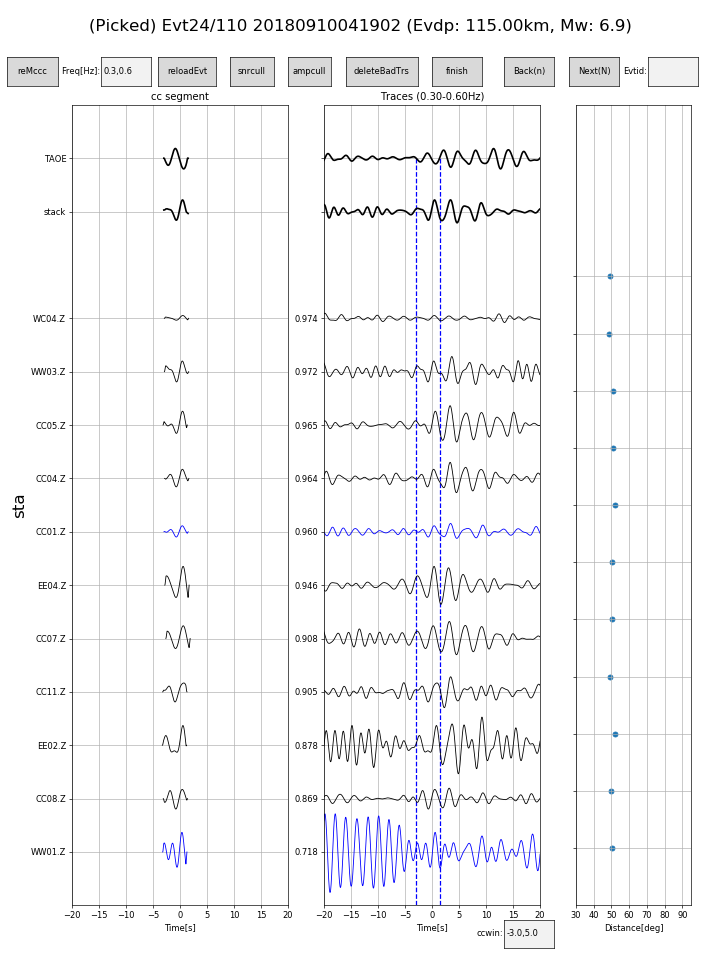 (Picked) Evt24/110 20180910041902 (Evdp: 115.00km, Mw: 6.9)
reMccc Freq[Hz]: 0.3,0.6 reloadEvt snrcull ampcull deleteBadTrs finish Back(n) Next(N) Evtid:
cc segment Traces (0.30-0.60Hz)
TAOE
stack
WC04.Z 0.974
WW03.Z 0.972
CC05.Z 0.965
CC04.Z 0.964
sta
CC01.Z 0.960
EE04.Z 0.946
CC07.Z 0.908
CC11.Z 0.905
EE02.Z 0.878
CC08.Z 0.869
WW01.Z 0.718
−20 −15 −10 −5 0 5 10 15 20 −20 −15 −10 −5 0 5 10 15 20 30 40 50 60 70 80 90
Time[s] Time[s] Distance[deg]
ccwin: -3.0,5.0